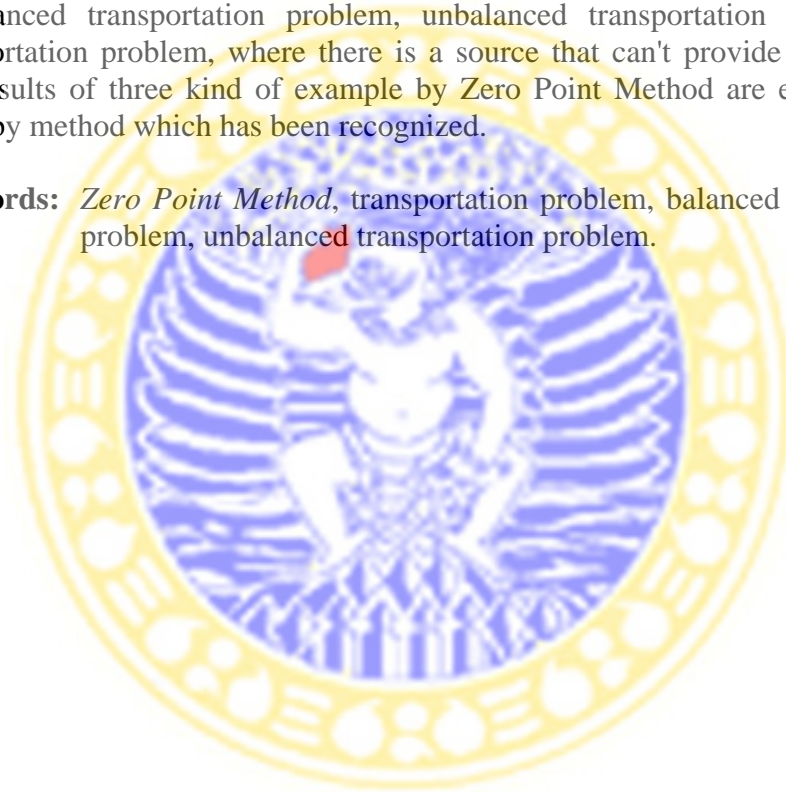 anced transportation problem, unbalanced transportation
ortation problem, where there is a source that can't provide
sults of three kind of example by Zero Point Method are e
by method which has been recognized.
ords: Zero Point Method, transportation problem, balanced
problem, unbalanced transportation problem.